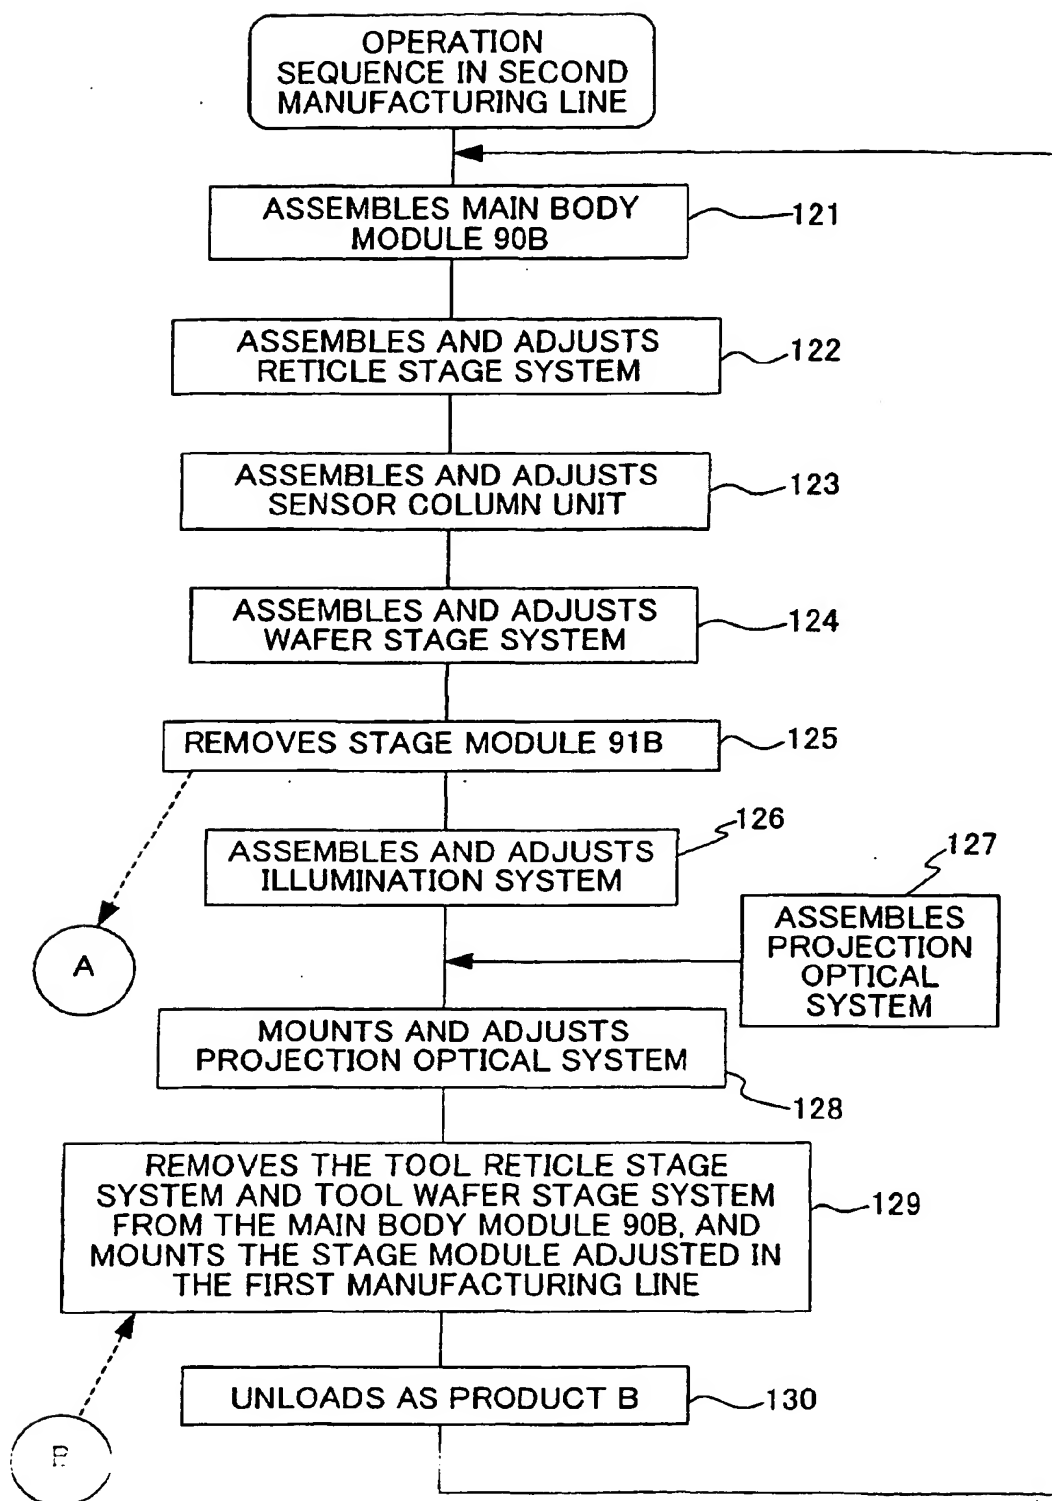 OPERATION
SEQUENCE IN SECOND
MANUFACTURING LINE
ASSEMBLES MAIN BODY
MODULE 90B
121
ASSEMBLES AND ADJUSTS
RETICLE STAGE SYSTEM
122
ASSEMBLES AND ADJUSTS
SENSOR COLUMN UNIT
123
ASSEMBLES AND ADJUSTS
WAFER STAGE SYSTEM
124
REMOVES STAGE MODULE 91B
125
126
ASSEMBLES AND ADJUSTS
ILLUMINATION SYSTEM
127
ASSEMBLES
PROJECTION
OPTICAL
SYSTEM
A
MOUNTS AND ADJUSTS
PROJECTION OPTICAL SYSTEM
128
REMOVES THE TOOL RETICLE STAGE
SYSTEM AND TOOL WAFER STAGE SYSTEM
FROM THE MAIN BODY MODULE 90B, AND
MOUNTS THE STAGE MODULE ADJUSTED IN
THE FIRST MANUFACTURING LINE
129
UNLOADS AS PRODUCT B
130